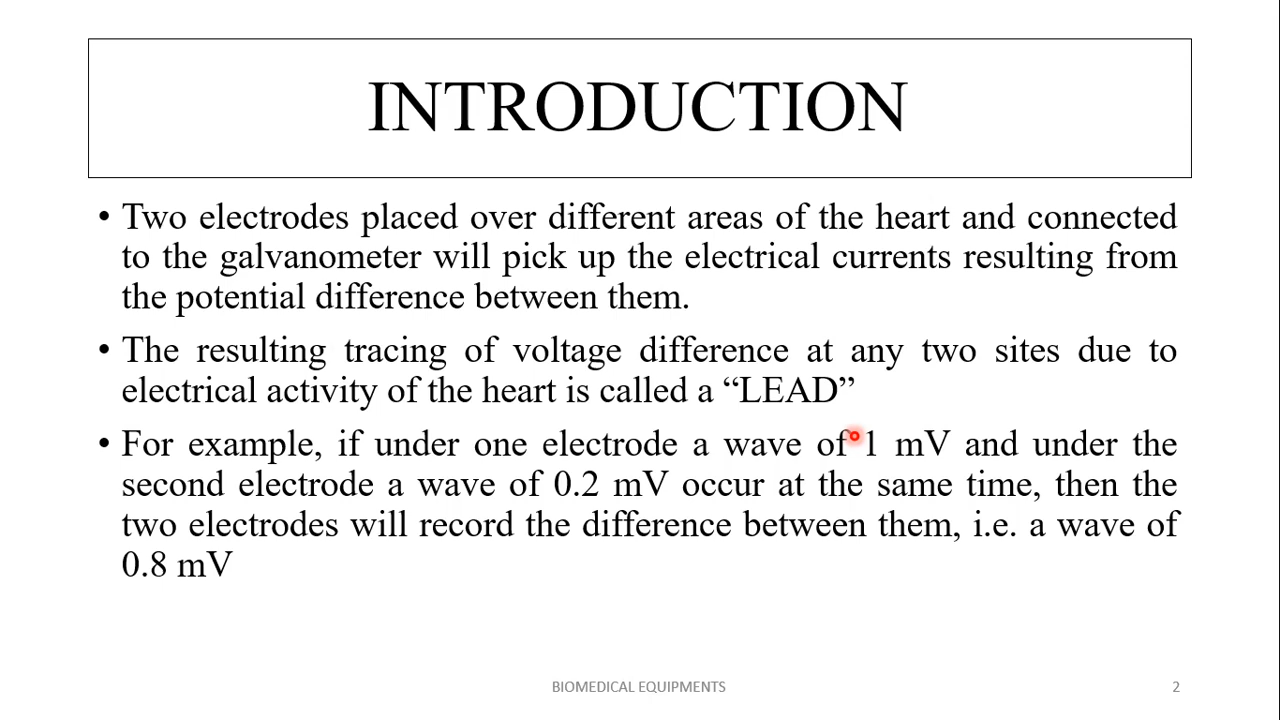 INTRODUCTION
• Two electrodes placed over different areas of the heart and connected
to the galvanometer will pick up the electrical currents resulting from
the potential difference between them.
• The resulting tracing of voltage difference at any two sites due to
electrical activity of the heart is called a “LEAD”
• For example, if under one electrode a wave of 1 mV and under the
second electrode a wave of 0.2 mV occur at the same time, then the
two electrodes will record the difference between them, i.e. a wave of
0.8 mV
BIOMEDICAL EQUIPMENTS
2